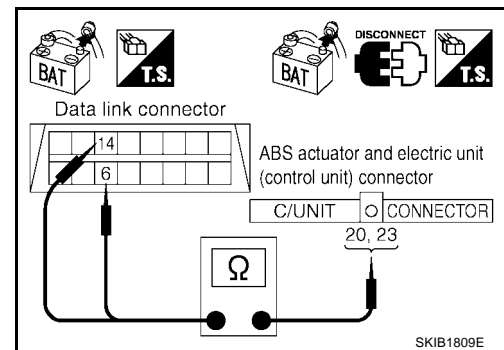 DISCONNECT
BAT
T.S.
BAT
T.S.
Data link connector
14
6
ABS actuator and electric unit
(control unit) connector
C/UNIT
CONNECTOR
20, 23
Ω
SKIB1809E